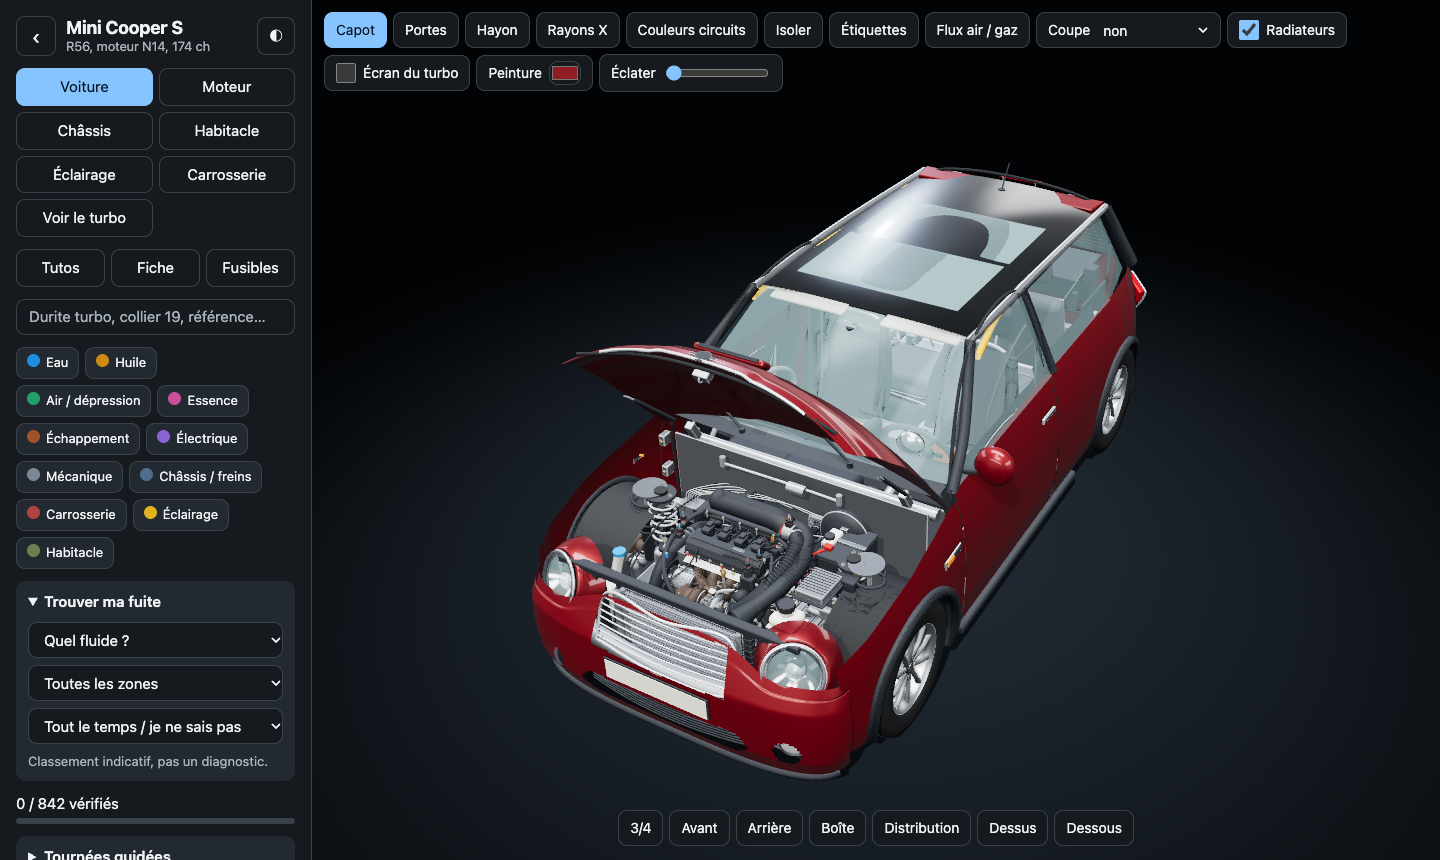 Mini Cooper S
R56, moteur N14, 174 ch
Voiture
Moteur
Châssis
Habitacle
Éclairage
Carrosserie
Voir le turbo
Tutos
Fiche
Fusibles
Durite turbo, collier 19, référence...
Eau
Huile
Air / dépression
Essence
Échappement
Électrique
Mécanique
Châssis / freins
Carrosserie
Éclairage
Habitacle
Trouver ma fuite
Quel fluide ?
Toutes les zones
Tout le temps / je ne sais pas
Classement indicatif, pas un diagnostic.
0 / 842 vérifiés
Tournées guidées
Capot
Portes
Hayon
Rayons X
Couleurs circuits
Isoler
Étiquettes
Flux air / gaz
Coupe non
Radiateurs
Écran du turbo
Peinture
Éclater
3/4
Avant
Arrière
Boîte
Distribution
Dessus
Dessous